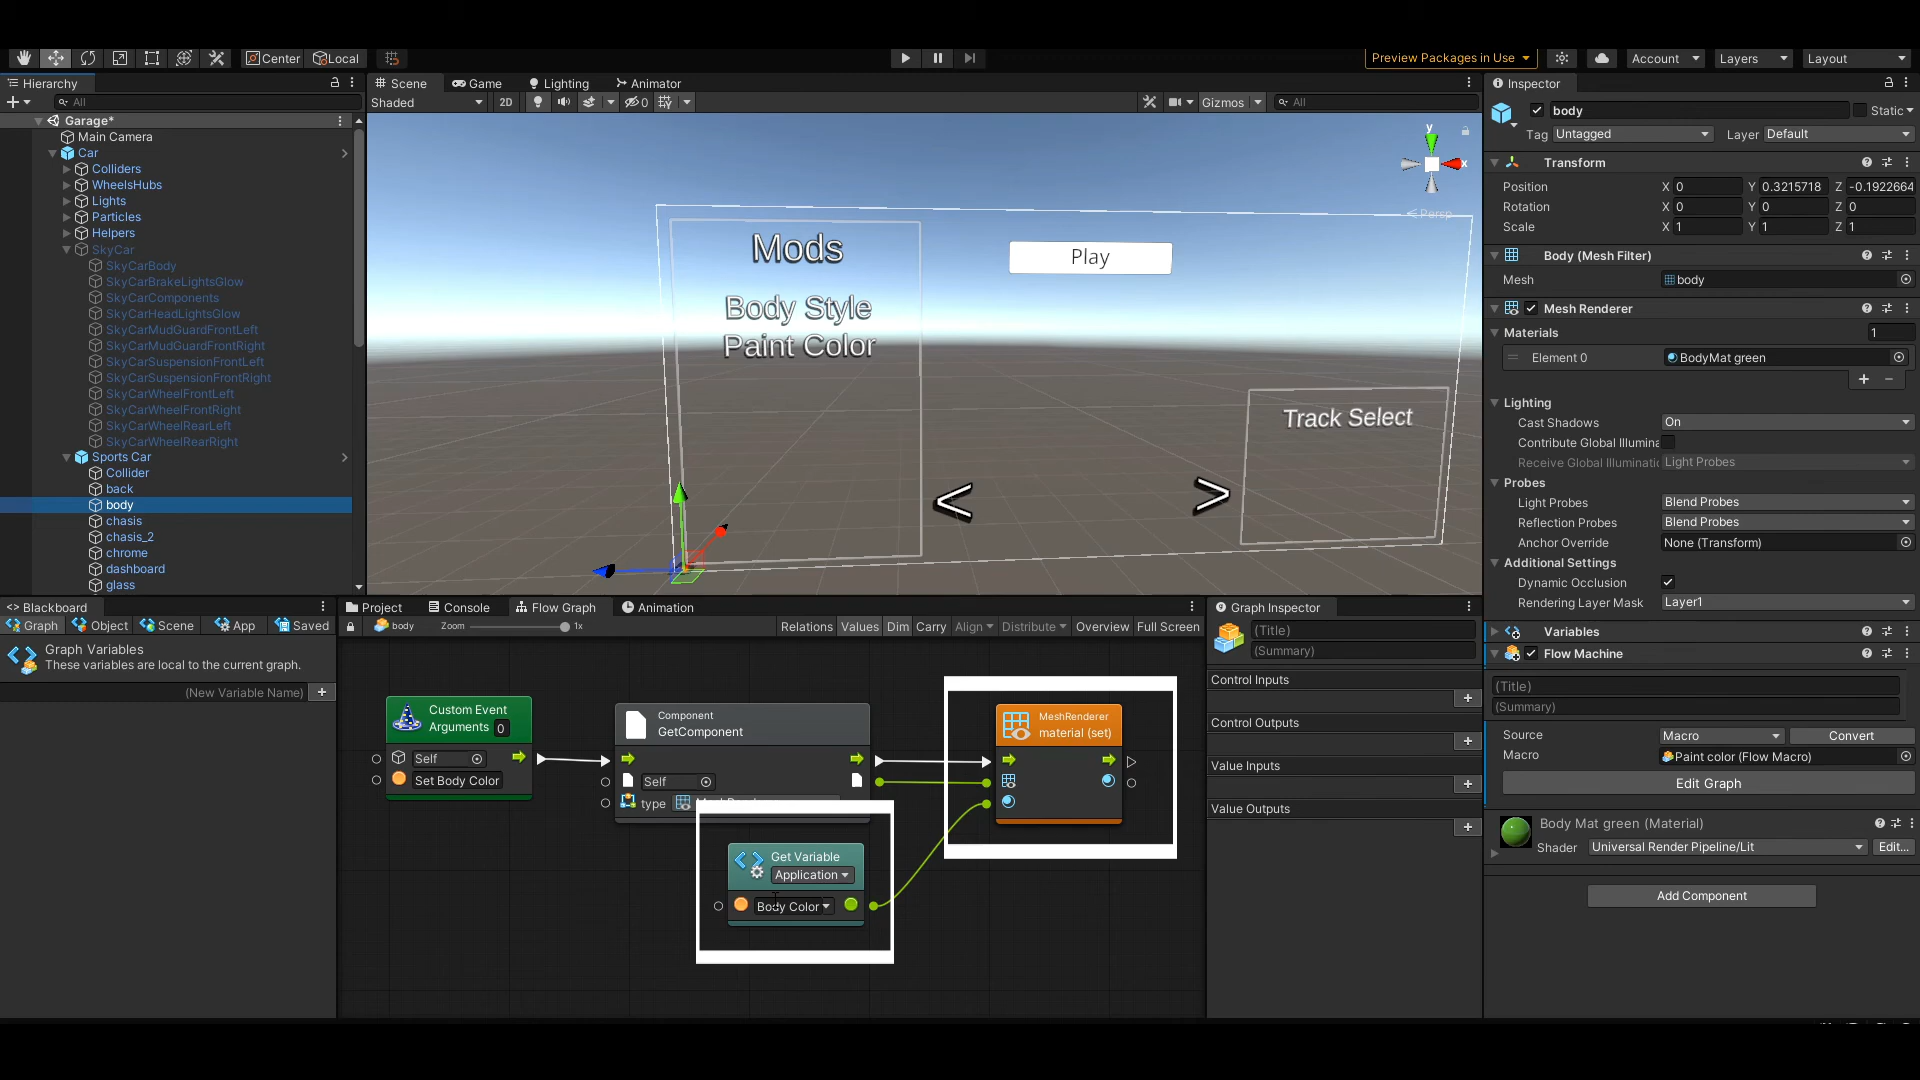 Center
Local
Preview Packages in Use
Account
Layers
Layout
Hierarchy
All
Garage*
Main Camera
Car
Colliders
WheelsHubs
Lights
Particles
Helpers
SkyCar
SkyCarBody
SkyCarBrakeLightsGlow
SkyCarComponents
SkyCarHeadLightsGlow
SkyCarMudGuardFrontLeft
SkyCarMudGuardFrontRight
SkyCarSuspensionFrontLeft
SkyCarSuspensionFrontRight
SkyCarWheelFrontLeft
SkyCarWheelFrontRight
SkyCarWheelRearLeft
SkyCarWheelRearRight
Sports Car
Collider
back
body
chasis
chasis_2
chrome
dashboard
glass
Scene
Game
Lighting
Animator
Shaded
2D
0
Gizmos
All
y
x
Persp
Mods
Body Style
Paint Color
Play
Track Select
<
>
Inspector
body
Static
Tag Untagged
Layer Default
Transform
Position X 0 Y 0.3215718 Z -0.1922664
Rotation X 0 Y 0 Z 0
Scale X 1 Y 1 Z 1
Body (Mesh Filter)
Mesh body
Mesh Renderer
Materials 1
Element 0 BodyMat green
Lighting
Cast Shadows On
Contribute Global Illumina
Receive Global Illuminatic Light Probes
Probes
Light Probes Blend Probes
Reflection Probes Blend Probes
Anchor Override None (Transform)
Additional Settings
Dynamic Occlusion
Rendering Layer Mask Layer1
Variables
Flow Machine
(Title)
(Summary)
Source Macro Convert
Macro Paint color (Flow Macro)
Edit Graph
Body Mat green (Material)
Shader Universal Render Pipeline/Lit Edit...
Add Component
<> Blackboard
Graph Object Scene App Saved
Graph Variables
These variables are local to the current graph.
(New Variable Name)
Project Console Flow Graph Animation
body Zoom 1x Relations Values Dim Carry Align Distribute Overview Full Screen
Custom Event
Arguments 0
Self
Set Body Color
Component
GetComponent
Self
type
MeshRenderer
material (set)
Get Variable
Application
Body Color
Graph Inspector
(Title)
(Summary)
Control Inputs
Control Outputs
Value Inputs
Value Outputs